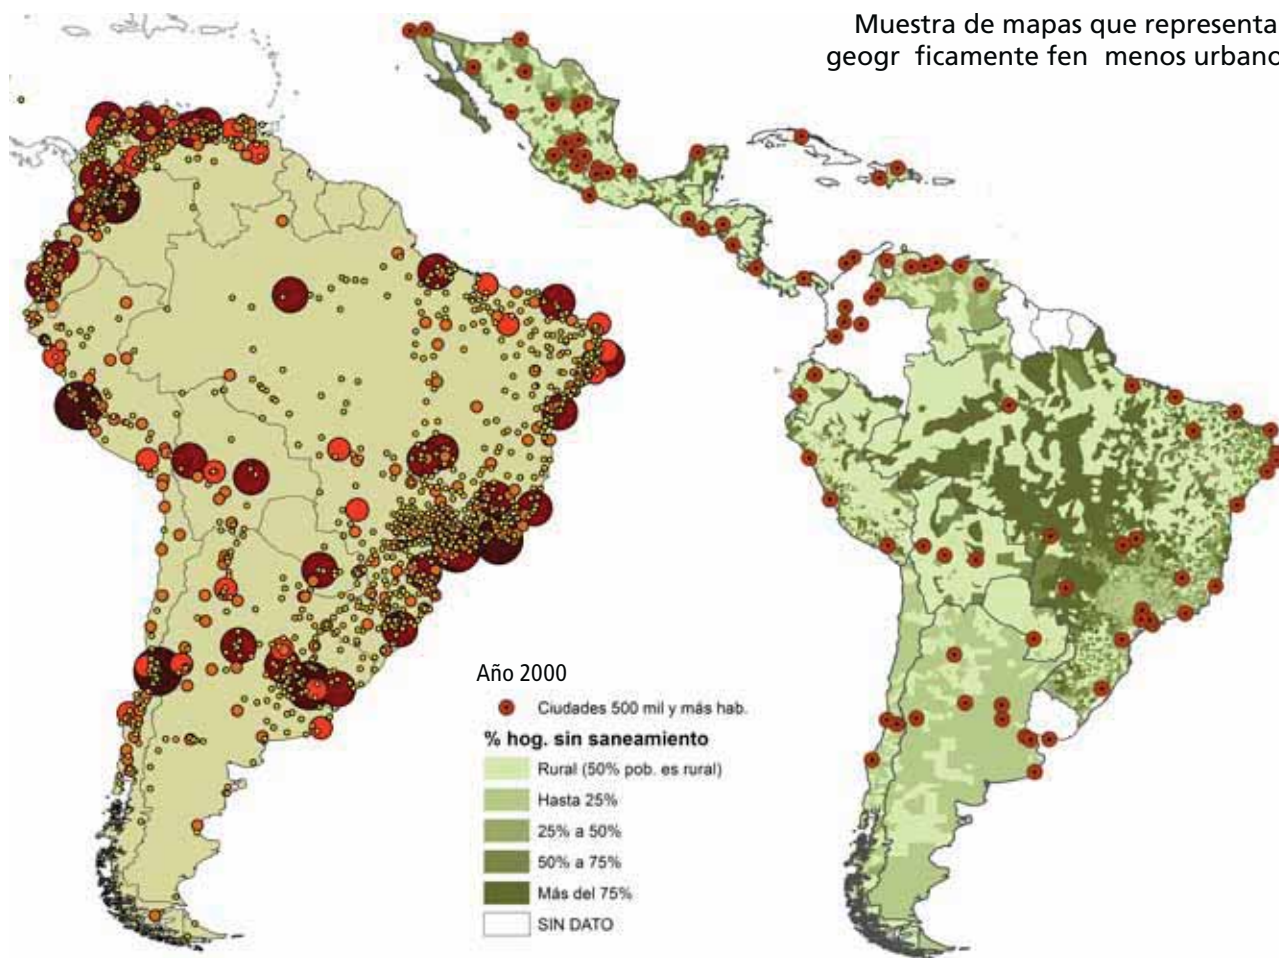 Muestra de mapas que representa
geogr ficamente fen menos urbano
Año 2000
Ciudades 500 mil y más hab.
% hog. sin saneamiento
Rural (50% pob. es rural)
Hasta 25%
25% a 50%
50% a 75%
Más del 75%
SIN DATO